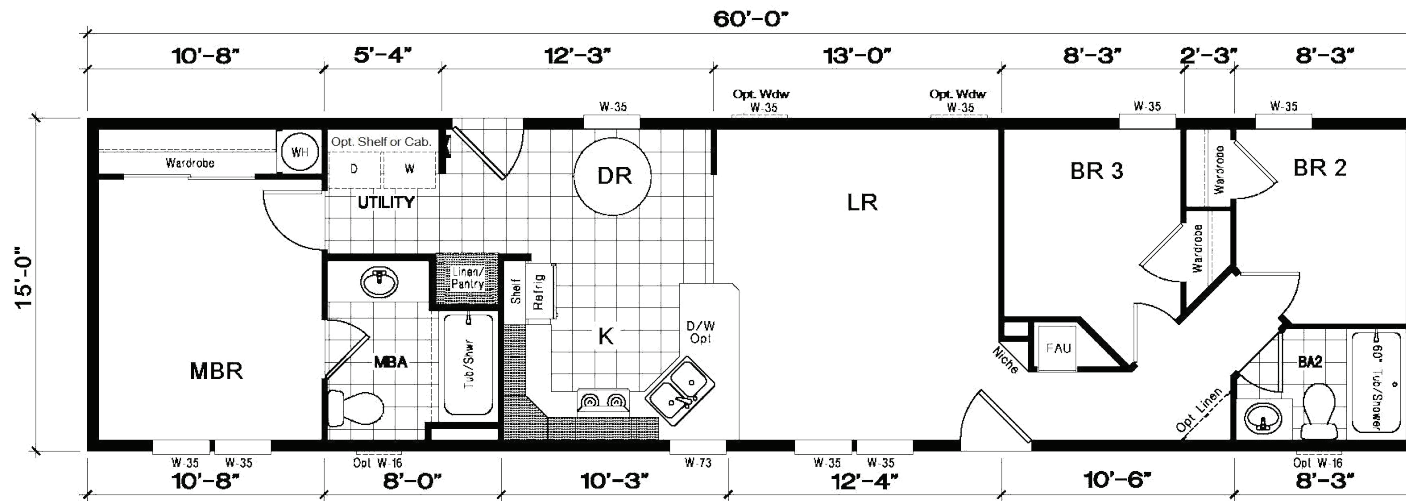 60'-0"
10'-8"
5'-4"
12'-3"
13'-0"
8'-3"
2'-3"
8'-3"
Opt. Wdw
W-35
Opt. Wdw
W-35
W-35
W-35
W-35
15'-0"
Wardrobe
WH
Opt. Shelf or Cab.
D
W
UTILITY
DR
LR
BR 3
Wardrobe
BR 2
Wardrobe
Linen/
Pantry
Shelf
Refrig
D/W
Opt
K
MBR
MBA
Tub/Shwr
Niche
FAU
BA2
60" Tub/Shower
Opt Linen
W-35
W-35
Opt W-16
W-73
W-35
W-35
Opt W-16
10'-8"
8'-0"
10'-3"
12'-4"
10'-6"
8'-3"